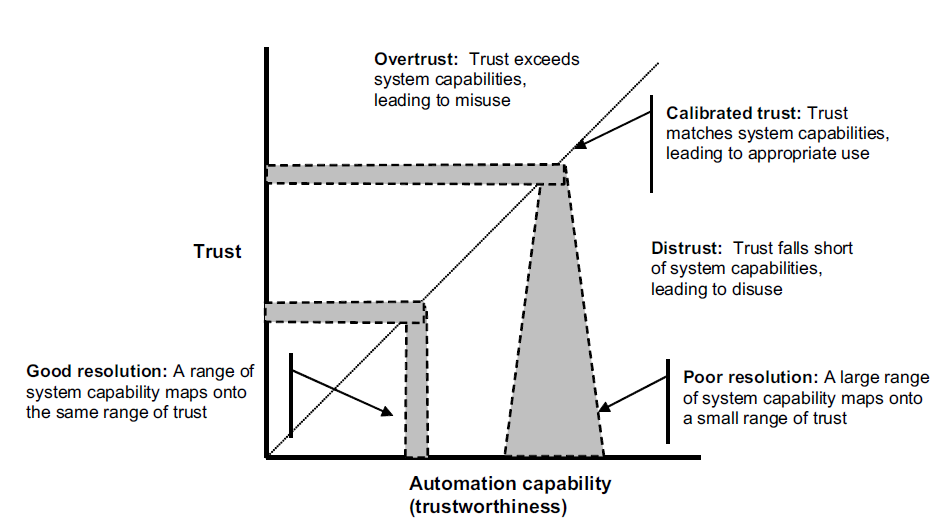 Overtrust: Trust exceeds
system capabilities,
leading to misuse
Calibrated trust: Trust
matches system capabilities,
leading to appropriate use
Trust
Distrust: Trust falls short
of system capabilities,
leading to disuse
Good resolution: A range of
system capability maps onto
the same range of trust
Poor resolution: A large range
of system capability maps onto
a small range of trust
Automation capability
(trustworthiness)